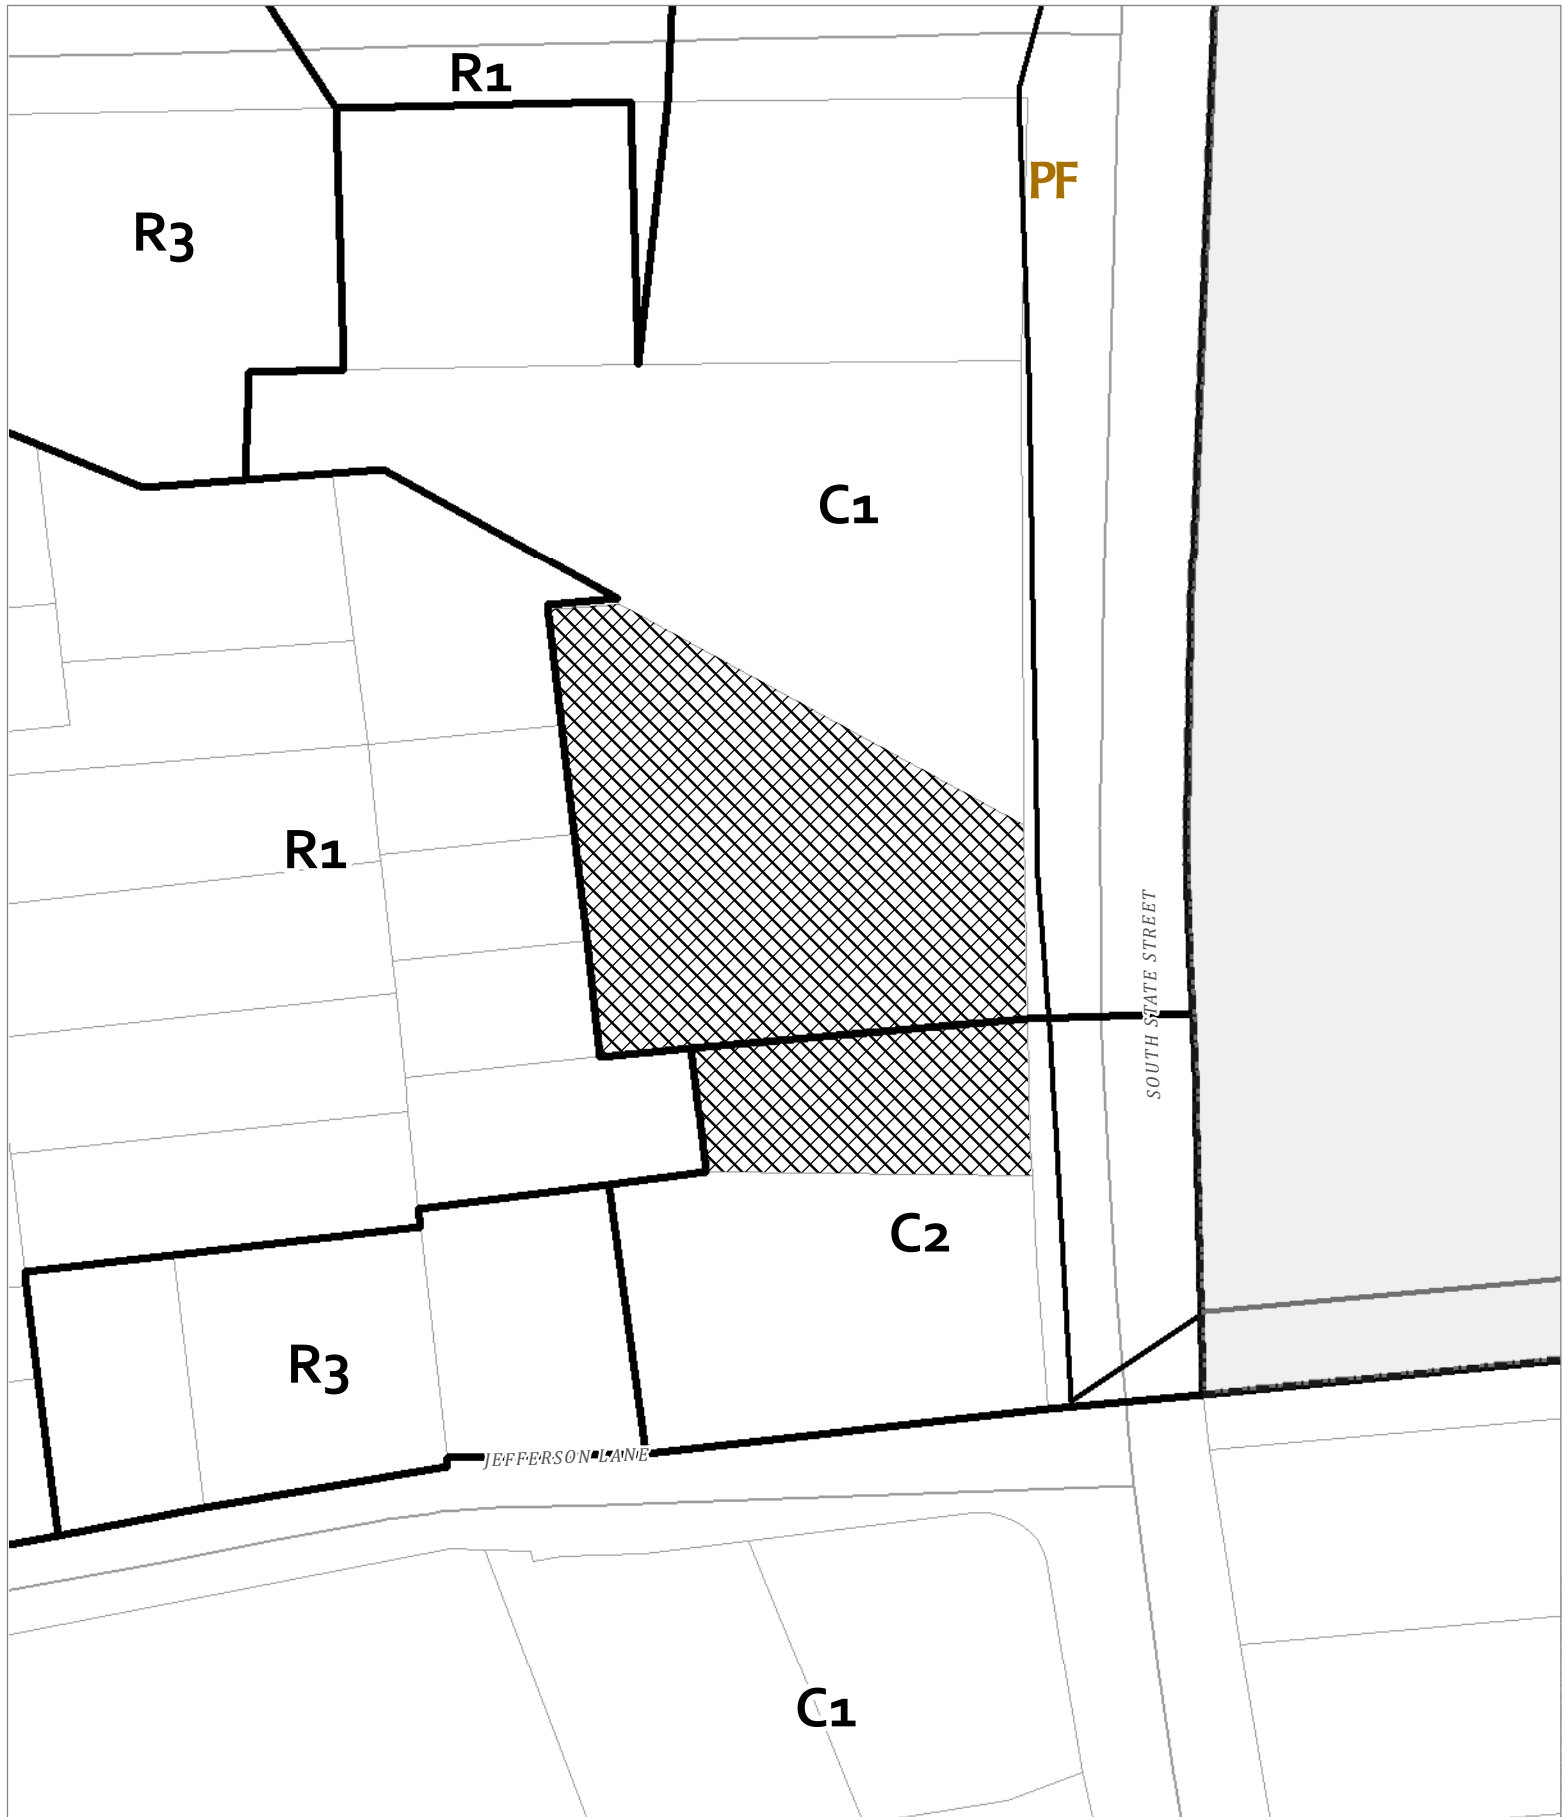 R1
PF
R3
C1
R1
SOUTH STATE STREET
C2
R3
JEFFERSON LANE
C1